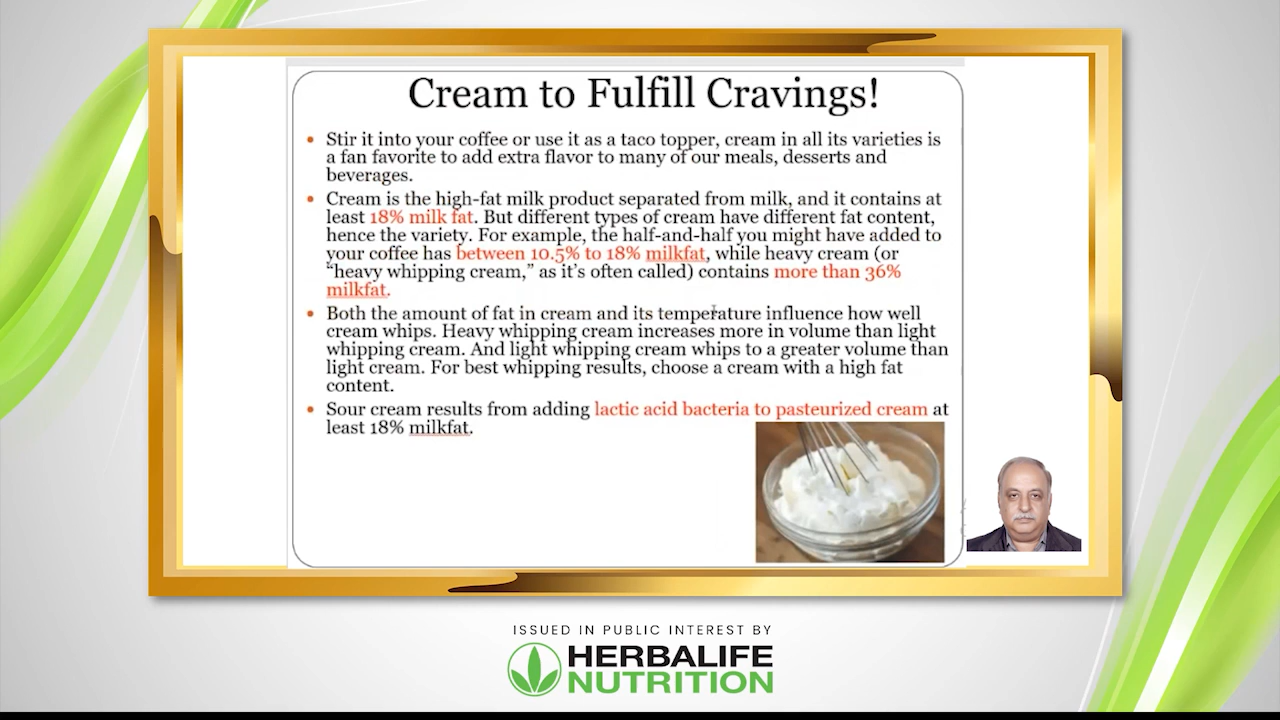 Cream to Fulfill Cravings!
• Stir it into your coffee or use it as a taco topper, cream in all its varieties is
a fan favorite to add extra flavor to many of our meals, desserts and
beverages.
• Cream is the high-fat milk product separated from milk, and it contains at
least 18% milk fat. But different types of cream have different fat content,
hence the variety. For example, the half-and-half you might have added to
your coffee has between 10.5% to 18% milkfat, while heavy cream (or
“heavy whipping cream,” as it’s often called) contains more than 36%
milkfat.
• Both the amount of fat in cream and its temperature influence how well
cream whips. Heavy whipping cream increases more in volume than light
whipping cream. And light whipping cream whips to a greater volume than
light cream. For best whipping results, choose a cream with a high fat
content.
• Sour cream results from adding lactic acid bacteria to pasteurized cream at
least 18% milkfat.
ISSUED IN PUBLIC INTEREST BY
HERBALIFE
NUTRITION